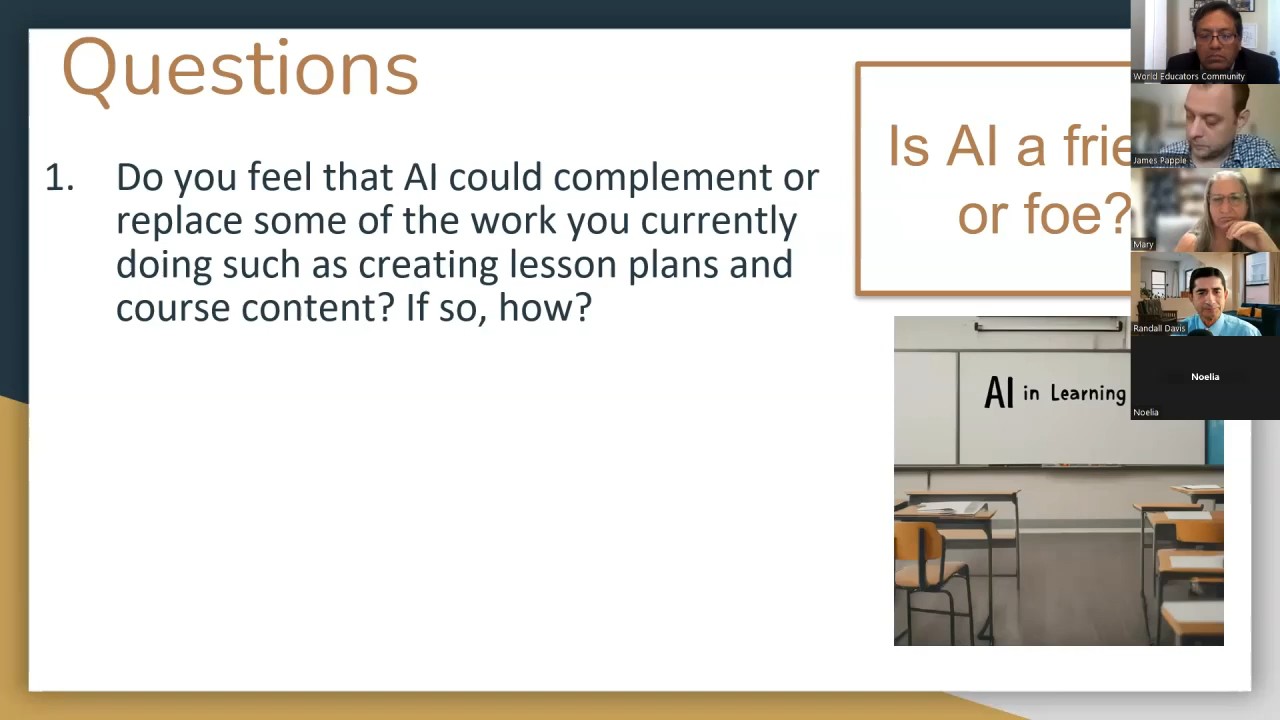 Questions
1. Do you feel that AI could complement or
replace some of the work you currently
doing such as creating lesson plans and
course content? If so, how?
Is AI a frie
or foe?
AI in Learning
World Educators Community
James Papple
Mary
Randall Davis
Noelia
Noelia